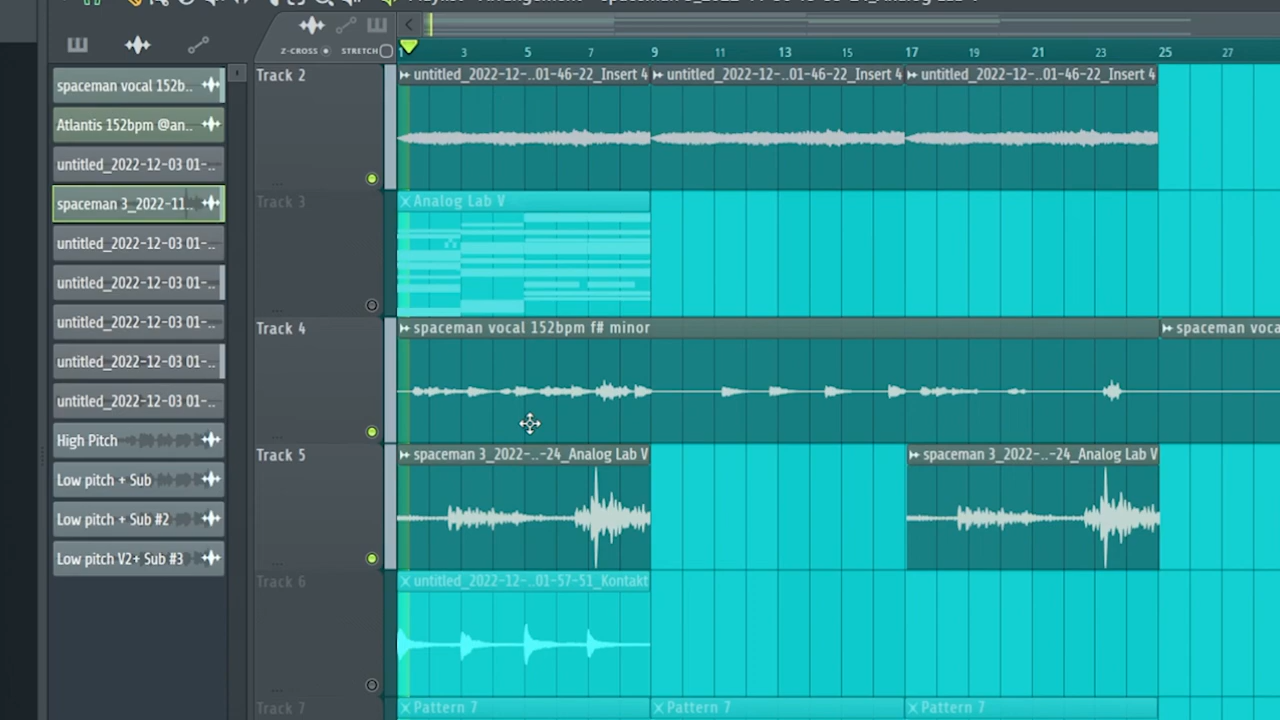 Z-CROSS STRETCH
1 3 5 7 9 11 13 15 17 19 21 23 25 27
spaceman vocal 152b..
Atlantis 152bpm @an..
untitled_2022-12-03 01-..
spaceman 3_2022-11..
untitled_2022-12-03 01-..
untitled_2022-12-03 01-..
untitled_2022-12-03 01-..
untitled_2022-12-03 01-..
untitled_2022-12-03 01-..
High Pitch
Low pitch + Sub
Low pitch + Sub #2
Low pitch V2+ Sub #3
Track 2
untitled_2022-12-..01-46-22_Insert 4
untitled_2022-12-..01-46-22_Insert 4
untitled_2022-12-..01-46-22_Insert 4
Track 3
Analog Lab V
Track 4
spaceman vocal 152bpm f# minor
spaceman voca
Track 5
spaceman 3_2022-..-24_Analog Lab V
spaceman 3_2022-..-24_Analog Lab V
Track 6
untitled_2022-12-..01-57-51_Kontakt
Track 7
Pattern 7
Pattern 7
Pattern 7